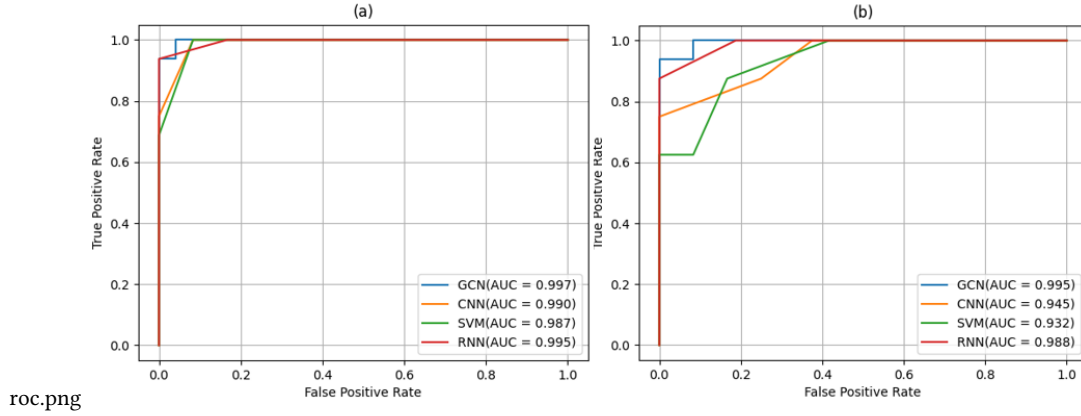 (a)
1.0
0.8
0.6
0.4
0.2
0.0
True Positive Rate
GCN(AUC = 0.997)
CNN(AUC = 0.990)
SVM(AUC = 0.987)
RNN(AUC = 0.995)
0.0 0.2 0.4 0.6 0.8 1.0
False Positive Rate
(b)
1.0
0.8
0.6
0.4
0.2
0.0
True Positive Rate
GCN(AUC = 0.995)
CNN(AUC = 0.945)
SVM(AUC = 0.932)
RNN(AUC = 0.988)
0.0 0.2 0.4 0.6 0.8 1.0
False Positive Rate
roc.png